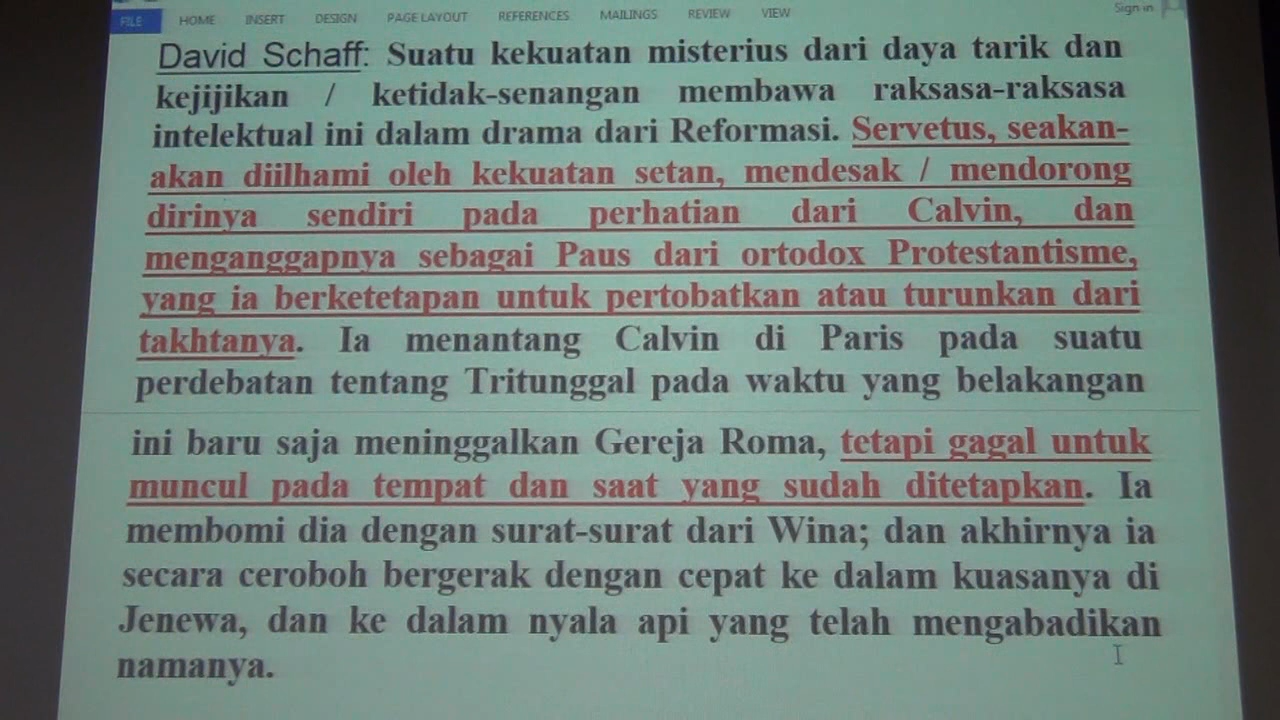 FILE HOME INSERT DESIGN PAGE LAYOUT REFERENCES MAILINGS REVIEW VIEW Sign in
David Schaff: Suatu kekuatan misterius dari daya tarik dan
kejijikan / ketidak-senangan membawa raksasa-raksasa
intelektual ini dalam drama dari Reformasi. Servetus, seakan-
akan diilhami oleh kekuatan setan, mendesak / mendorong
dirinya sendiri pada perhatian dari Calvin, dan
menganggapnya sebagai Paus dari ortodox Protestantisme,
yang ia berketetapan untuk pertobatkan atau turunkan dari
takhtanya. Ia menantang Calvin di Paris pada suatu
perdebatan tentang Tritunggal pada waktu yang belakangan
ini baru saja meninggalkan Gereja Roma, tetapi gagal untuk
muncul pada tempat dan saat yang sudah ditetapkan. Ia
membomi dia dengan surat-surat dari Wina; dan akhirnya ia
secara ceroboh bergerak dengan cepat ke dalam kuasanya di
Jenewa, dan ke dalam nyala api yang telah mengabadikan
namanya.